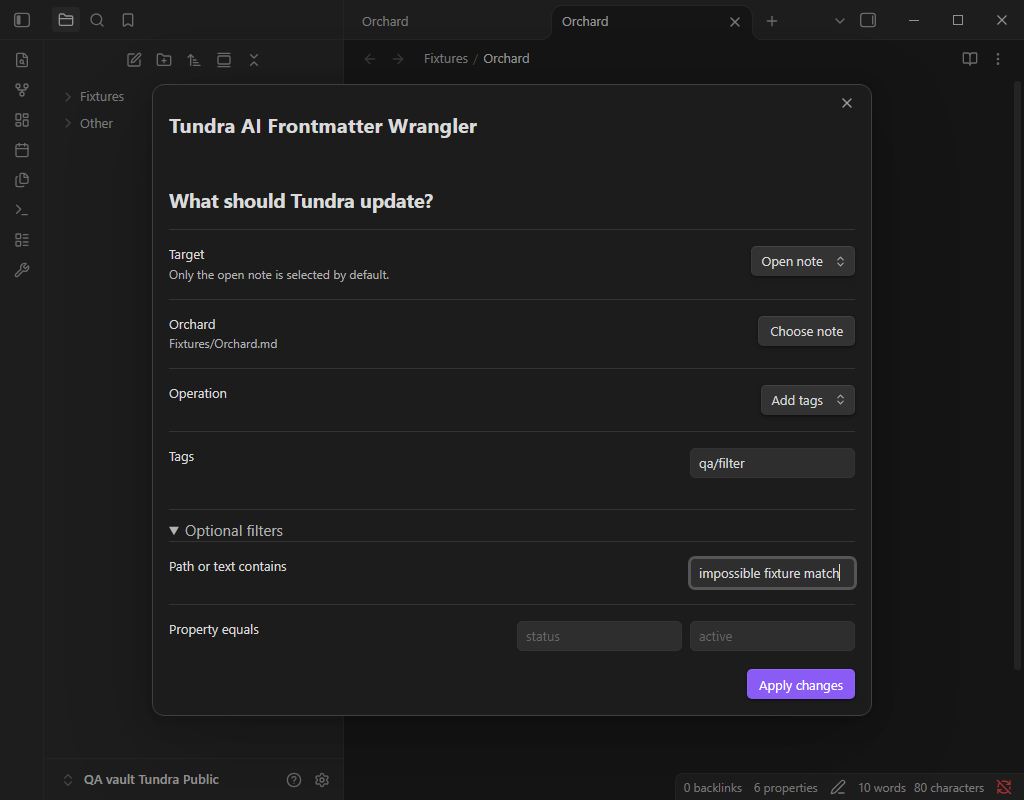 Orchard
Orchard
Fixtures / Orchard
Fixtures
Other
Tundra AI Frontmatter Wrangler
What should Tundra update?
Target
Only the open note is selected by default.
Open note
Orchard
Fixtures/Orchard.md
Choose note
Operation
Add tags
Tags
qa/filter
Optional filters
Path or text contains
impossible fixture match
Property equals
status
active
Apply changes
QA vault Tundra Public
0 backlinks 6 properties 10 words 80 characters